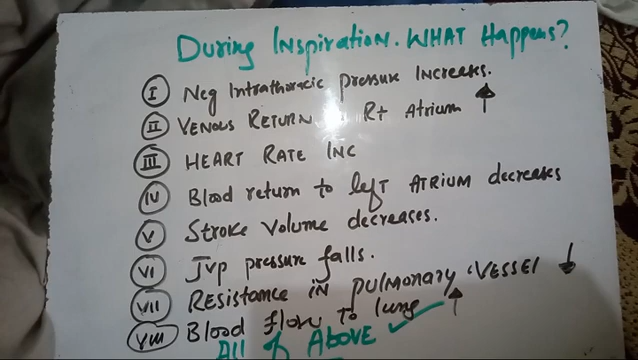 During Inspiration. WHAT Happens?
I Neg Intrathoracic pressure Increases.
II VENOUS RETURN Rt Atrium ↑
III HEART RATE INC
IV Blood return to left ATRIUM decreases
V Stroke Volume decreases.
VI Jvp pressure falls.
VII Resistance in pulmonary VESSEL ↓
VIII Blood flow To lung ↑
All of Above ✓